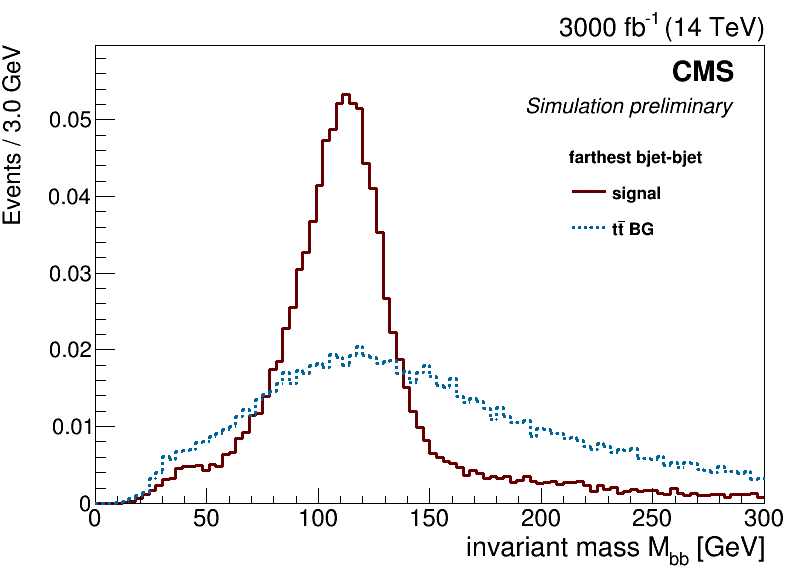 3000 fb⁻¹ (14 TeV)
CMS
Simulation preliminary
farthest bjet-bjet
signal
tt̄ BG
Events / 3.0 GeV
0.05
0.04
0.03
0.02
0.01
0
0 50 100 150 200 250 300
invariant mass M_bb [GeV]